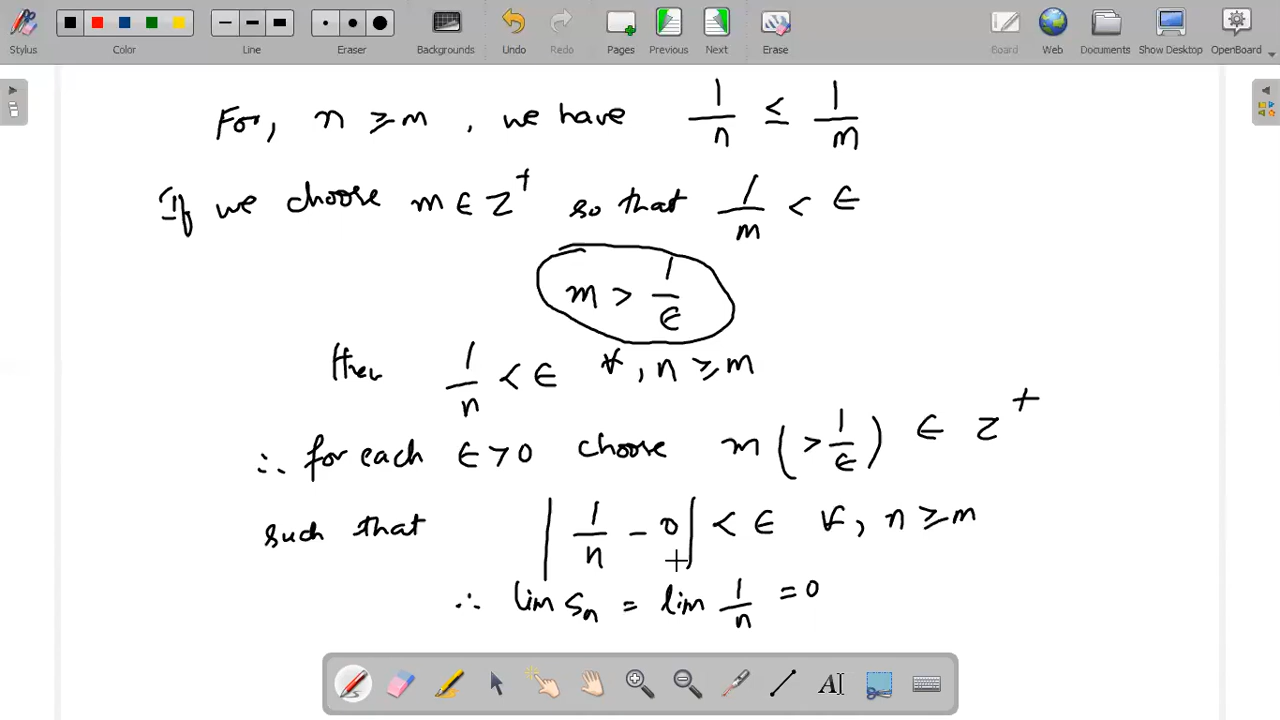 Stylus Color Line Eraser Backgrounds Undo Redo Pages Previous Next Erase Board Web Documents Show Desktop OpenBoard
For, n ≥ m , we have 1/n ≤ 1/m
If we choose m ∈ Z⁺ so that 1/m < ∈
m > 1/∈
then 1/n < ∈ ∀, n ≥ m
∴ for each ∈ > 0 choose m (> 1/∈) ∈ Z⁺
such that |1/n - 0| < ∈ ∀, n ≥ m
∴ lim Sₙ = lim 1/n = 0